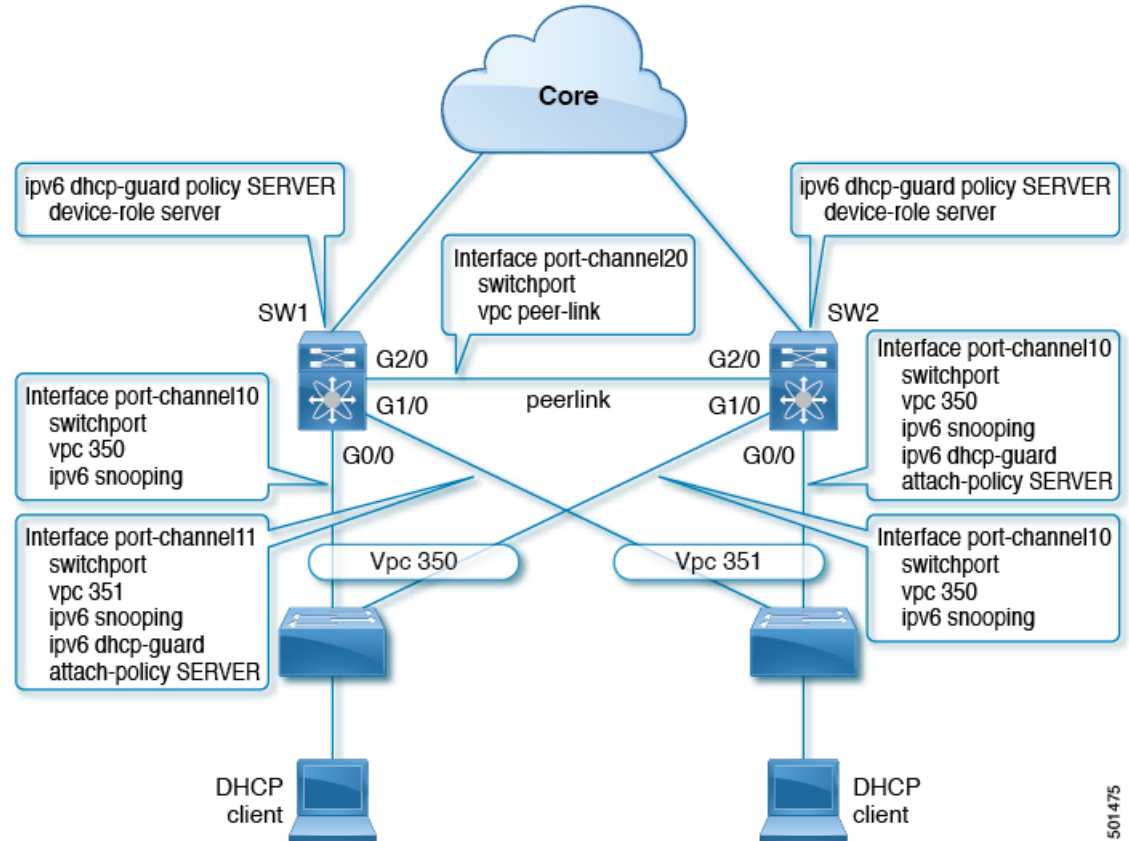 Core
ipv6 dhcp-guard policy SERVER
device-role server
ipv6 dhcp-guard policy SERVER
device-role server
Interface port-channel20
switchport
vpc peer-link
SW1
SW2
G2/0
G2/0
peerlink
G1/0
G1/0
G0/0
G0/0
Interface port-channel10
switchport
vpc 350
ipv6 snooping
Interface port-channel10
switchport
vpc 350
ipv6 snooping
ipv6 dhcp-guard
attach-policy SERVER
Interface port-channel11
switchport
vpc 351
ipv6 snooping
ipv6 dhcp-guard
attach-policy SERVER
Vpc 350
Vpc 351
Interface port-channel10
switchport
vpc 350
ipv6 snooping
DHCP
client
DHCP
client
501475